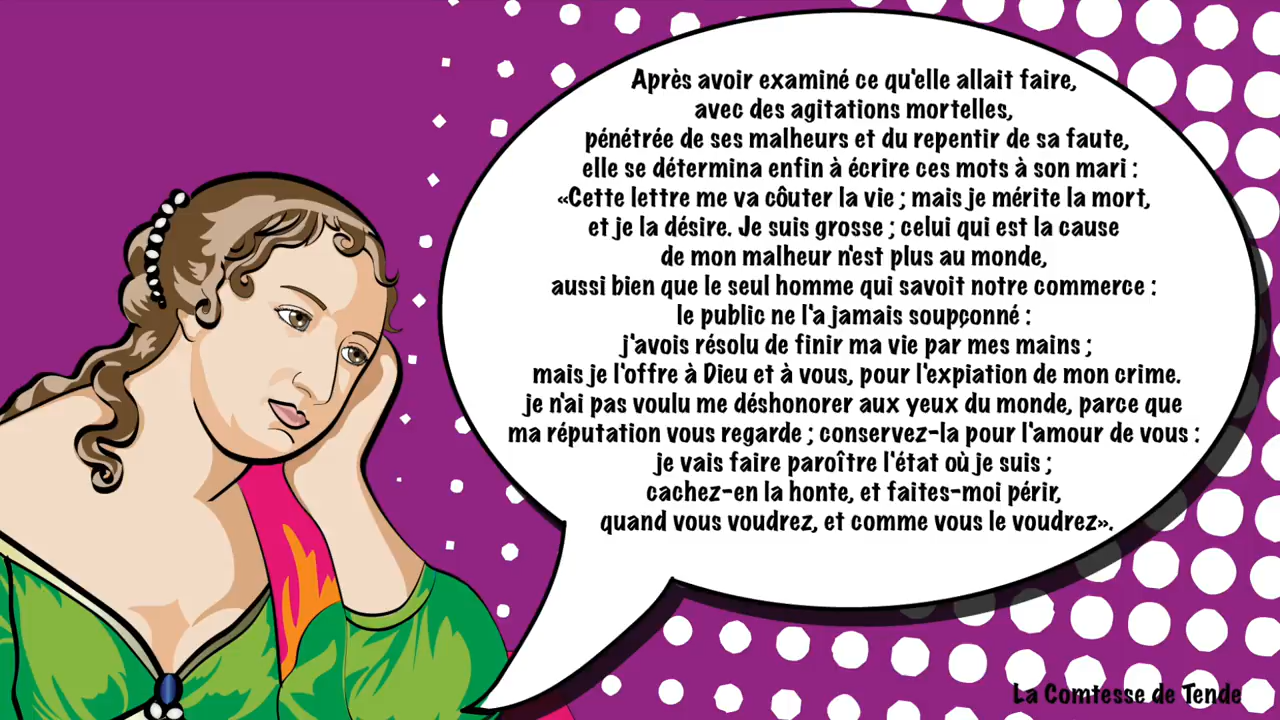 Après avoir examiné ce qu'elle allait faire,
avec des agitations mortelles,
pénétrée de ses malheurs et du repentir de sa faute,
elle se détermina enfin à écrire ces mots à son mari :
«Cette lettre me va côuter la vie ; mais je mérite la mort,
et je la désire. Je suis grosse ; celui qui est la cause
de mon malheur n'est plus au monde,
aussi bien que le seul homme qui savoit notre commerce :
le public ne l'a jamais soupçonné :
j'avois résolu de finir ma vie par mes mains ;
mais je l'offre à Dieu et à vous, pour l'expiation de mon crime.
je n'ai pas voulu me déshonorer aux yeux du monde, parce que
ma réputation vous regarde ; conservez-la pour l'amour de vous :
je vais faire paroître l'état où je suis ;
cachez-en la honte, et faites-moi périr,
quand vous voudrez, et comme vous le voudrez».
La Comtesse de Tende